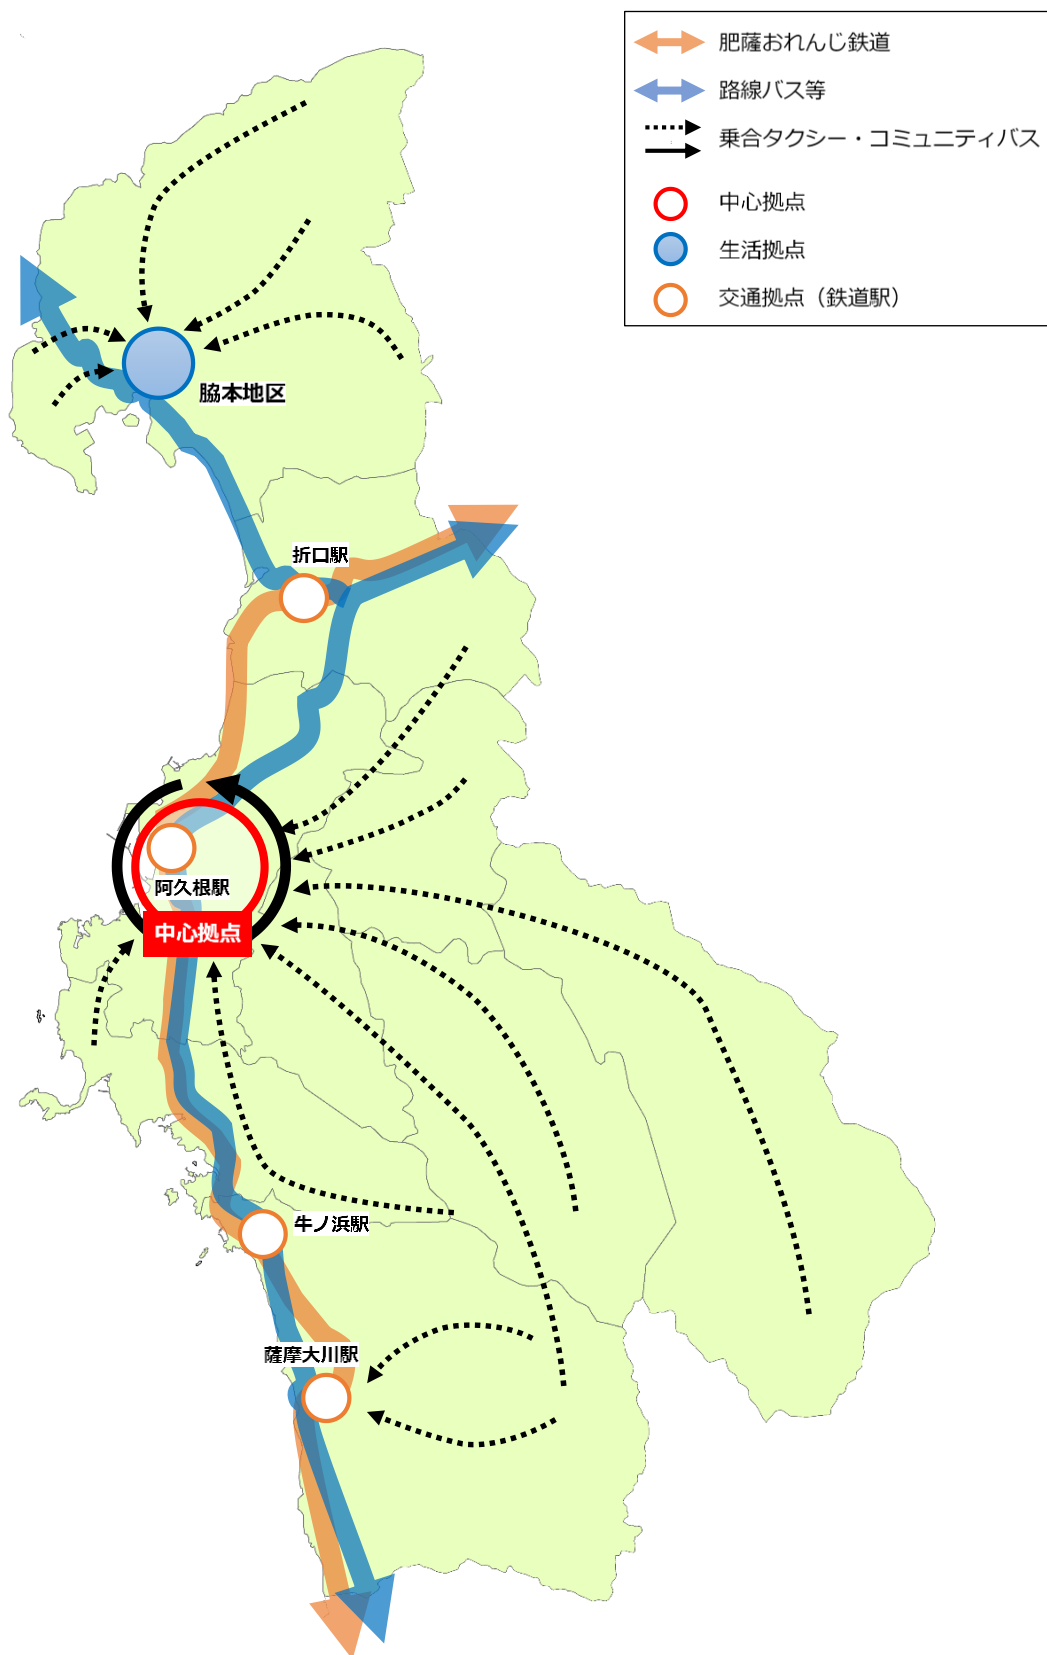 肥薩おれんじ鉄道
路線バス等
乗合タクシー・コミュニティバス
中心拠点
生活拠点
交通拠点（鉄道駅）
脇本地区
折口駅
阿久根駅
中心拠点
牛ノ浜駅
薩摩大川駅